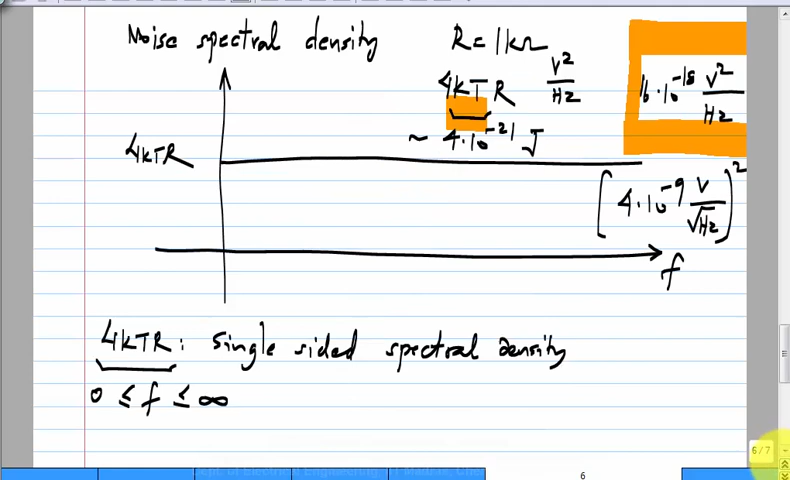 Noise spectral density R = 1kΩ
4kTR V²/Hz
16·10⁻¹⁸ V²/Hz
~ 4·10⁻²¹ J
4kTR
[4·10⁻⁹ V/√Hz]²
f
4kTR: Single sided spectral density
0 ≤ f ≤ ∞
6/7
6